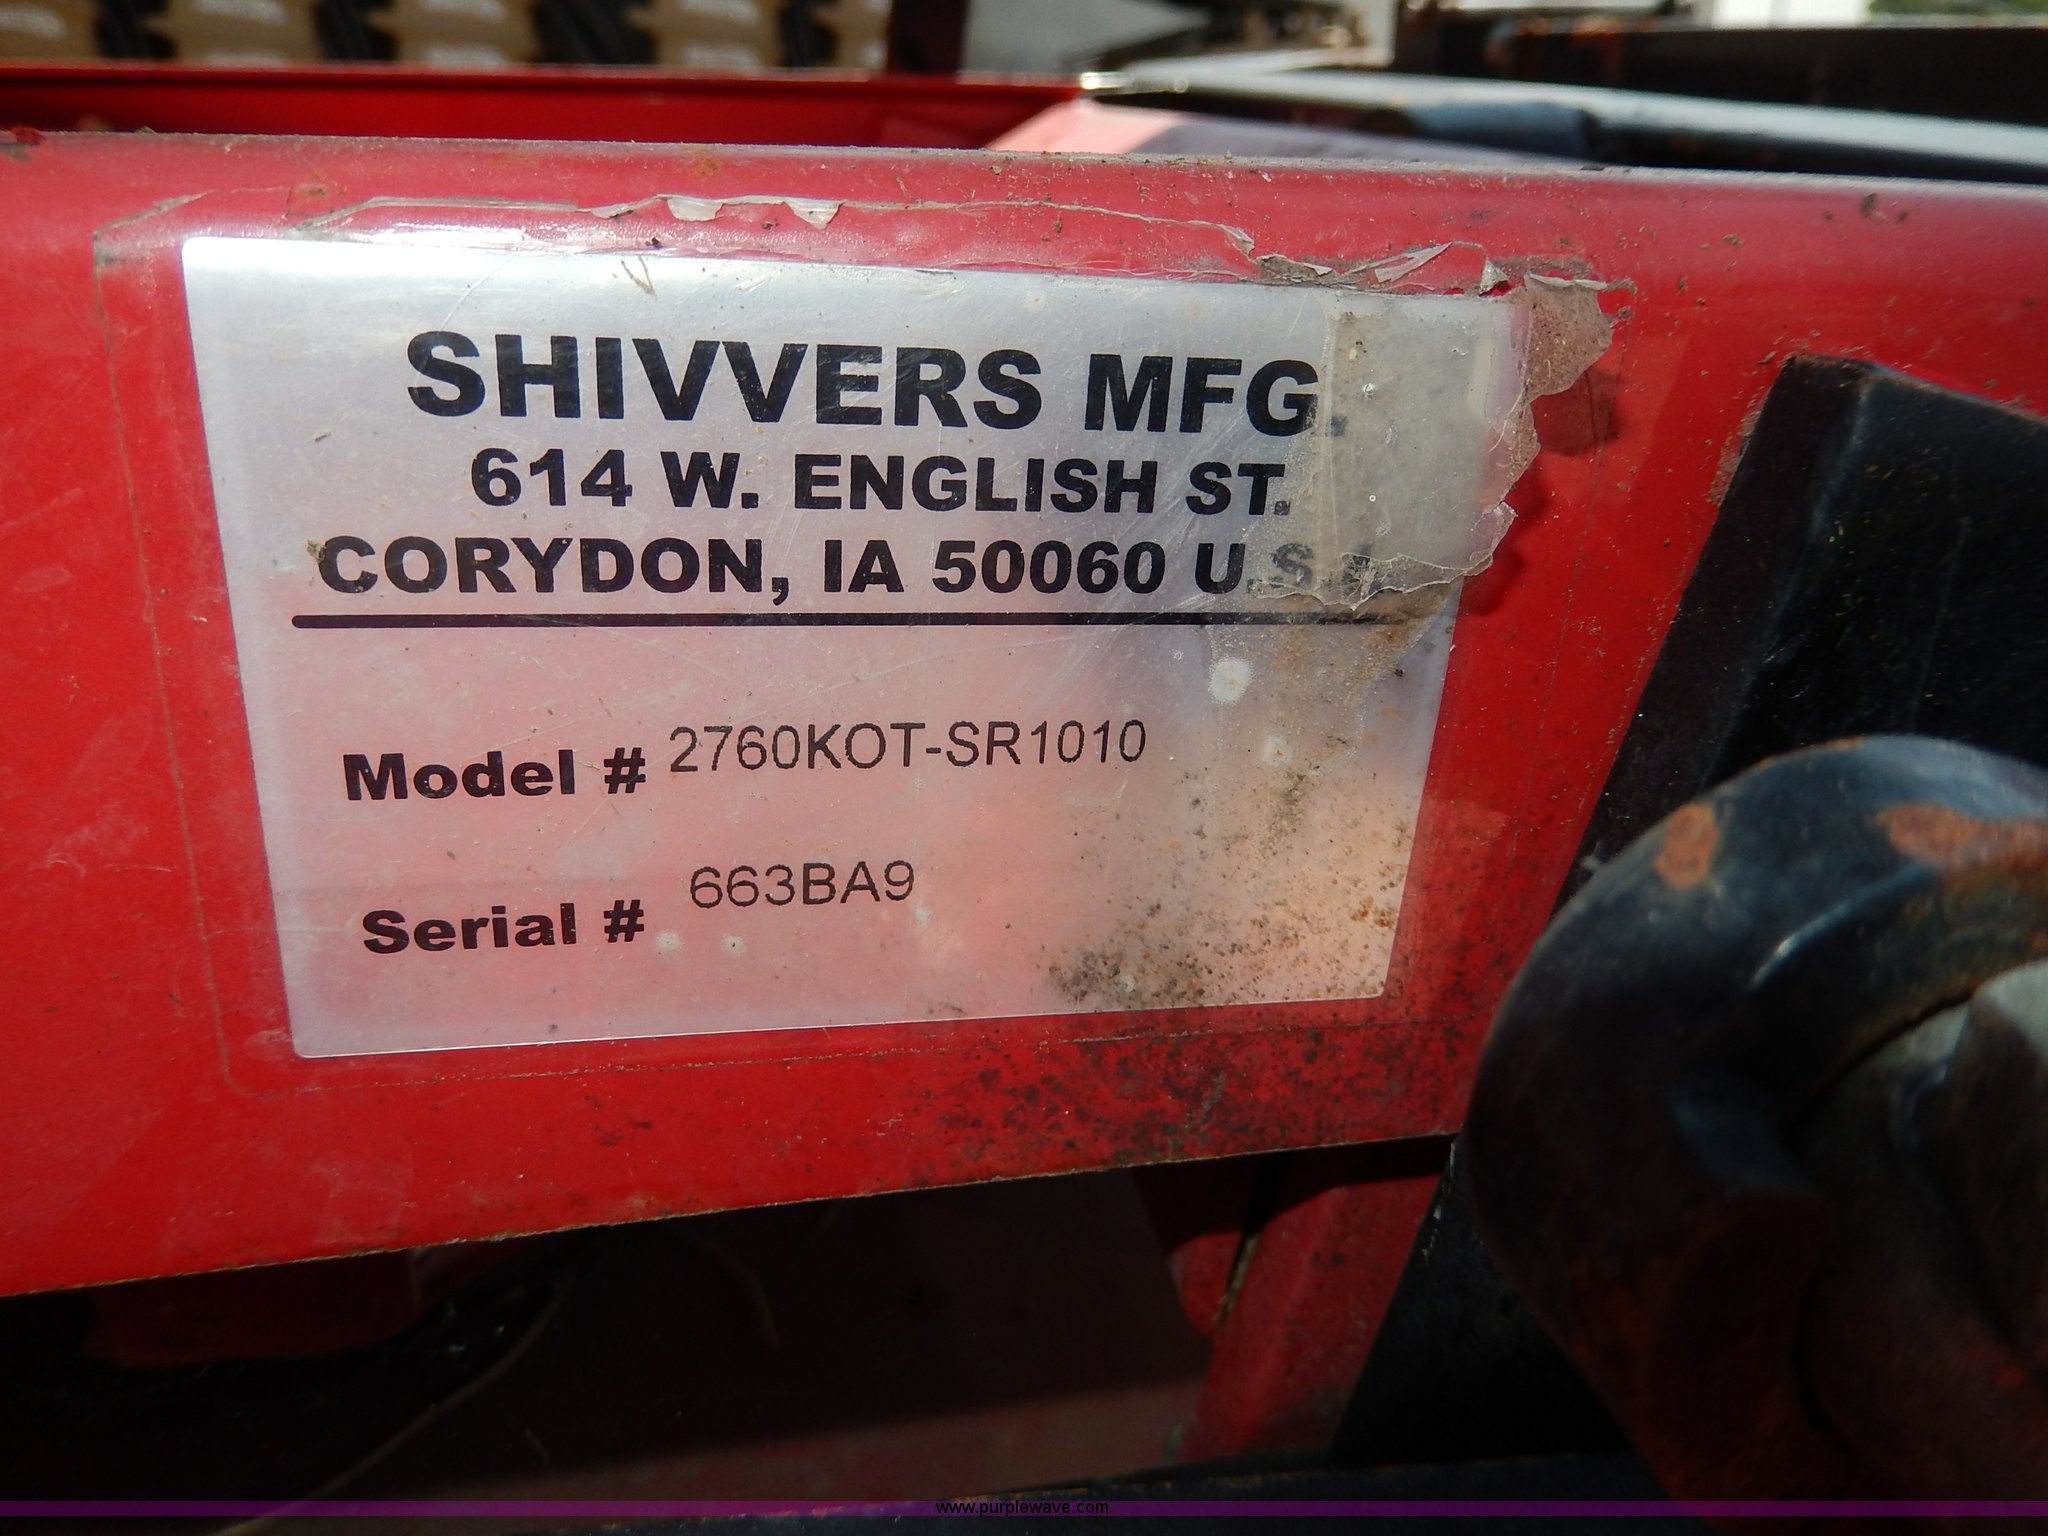 SHIVVERS MFG.
614 W. ENGLISH ST.
CORYDON, IA 50060 U.S.A
Model # 2760KOT-SR1010
Serial # 663BA9
www.purplewave.com